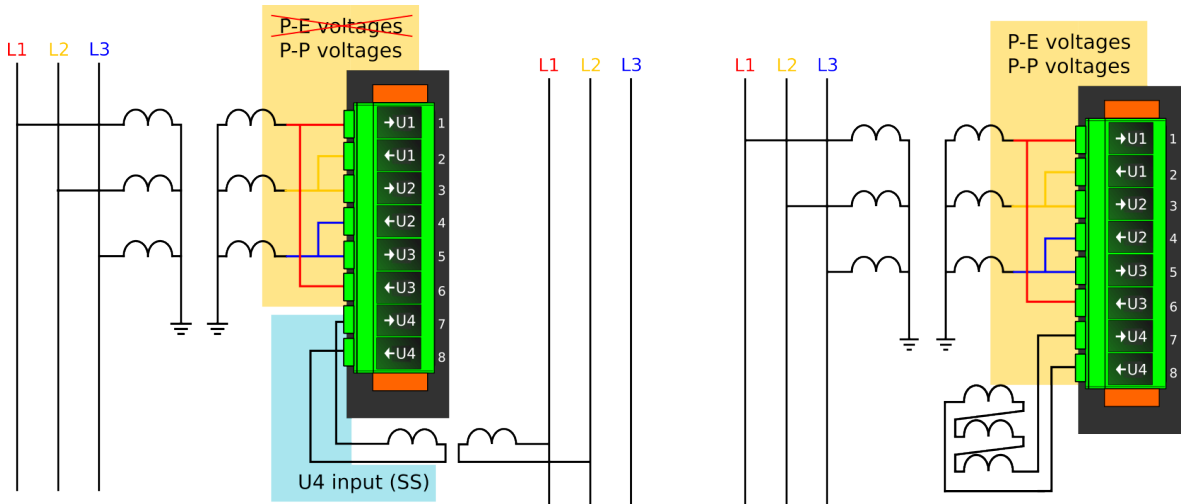 P-E voltages
P-P voltages
L1 L2 L3
→U1 1
←U1 2
→U2 3
←U2 4
→U3 5
←U3 6
→U4 7
←U4 8
U4 input (SS)
L1 L2 L3
L1 L2 L3
P-E voltages
P-P voltages
→U1 1
←U1 2
→U2 3
←U2 4
→U3 5
←U3 6
→U4 7
←U4 8